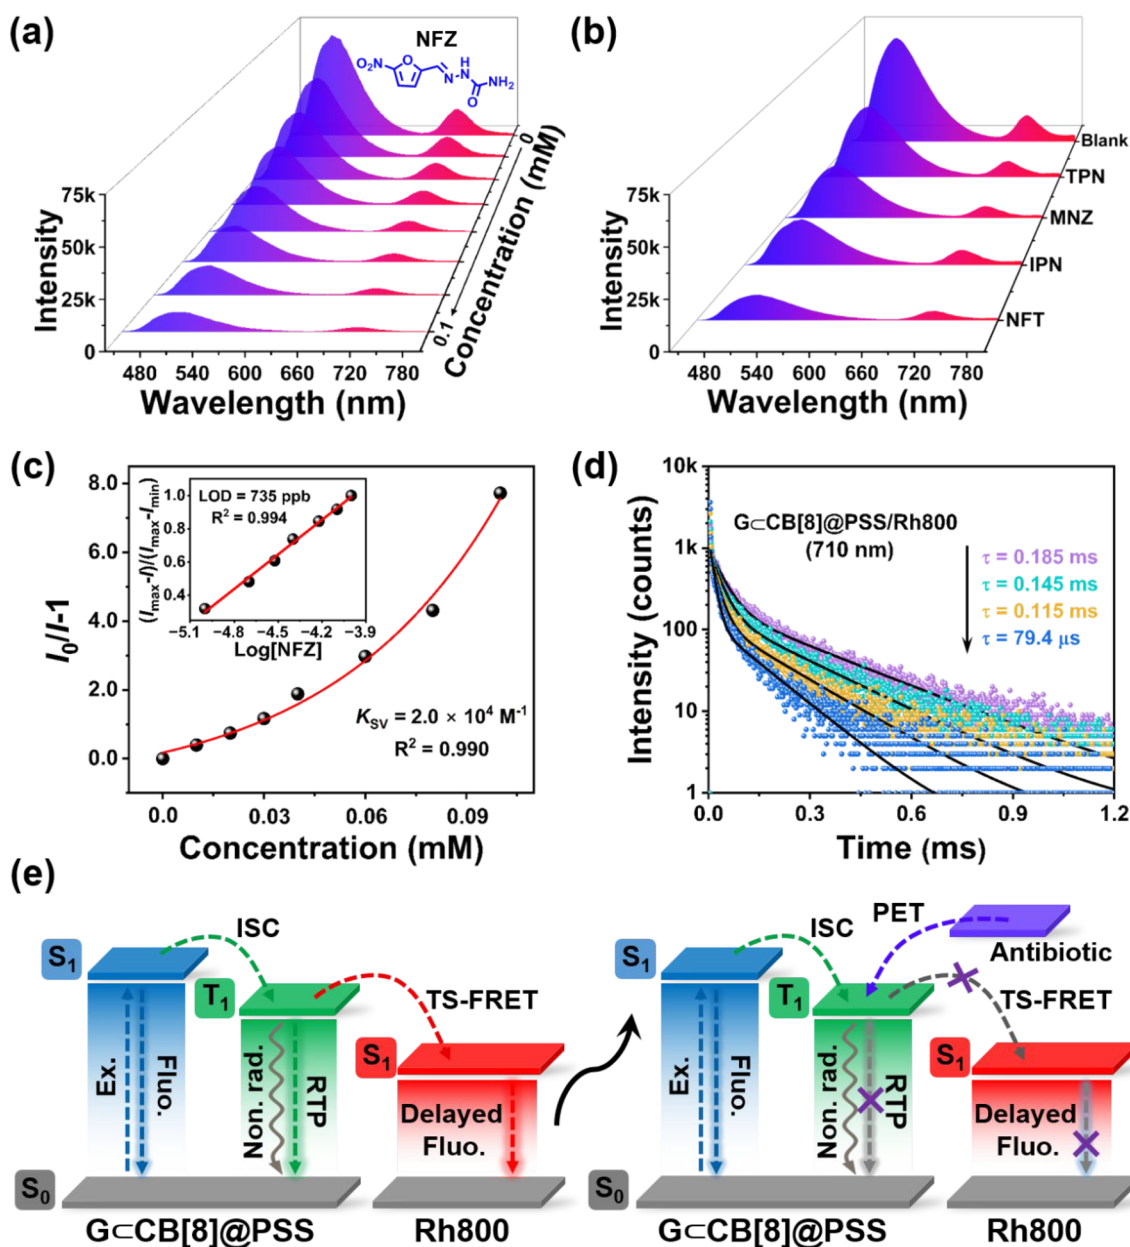 (a)
NFZ
O₂N
O
N
H
N
NH₂
O
75k
50k
25k
0
Intensity
480 540 600 660 720 780
Wavelength (nm)
0
0.1
Concentration (mM)
(b)
75k
50k
25k
0
Intensity
480 540 600 660 720 780
Wavelength (nm)
Blank
TPN
MNZ
IPN
NFT
(c)
8.0
6.0
4.0
2.0
0.0
I₀/I-1
0.00 0.03 0.06 0.09
Concentration (mM)
(Imax-I)/(Imax-Imin)
1.0
0.8
0.6
0.4
LOD = 735 ppb
R² = 0.994
−5.1 −4.8 −4.5 −4.2 −3.9
Log[NFZ]
KSV = 2.0 × 10⁴ M⁻¹
R² = 0.990
(d)
10k
1k
100
10
1
Intensity (counts)
G⊂CB[8]@PSS/Rh800
(710 nm)
τ = 0.185 ms
τ = 0.145 ms
τ = 0.115 ms
τ = 79.4 μs
0.0 0.3 0.6 0.9 1.2
Time (ms)
(e)
S₁
ISC
T₁
TS-FRET
S₁
Ex.
Fluo.
Non. rad.
RTP
Delayed
Fluo.
S₀
G⊂CB[8]@PSS
Rh800
S₁
ISC
PET
Antibiotic
T₁
TS-FRET
S₁
Ex.
Fluo.
Non. rad.
RTP
Delayed
Fluo.
S₀
G⊂CB[8]@PSS
Rh800